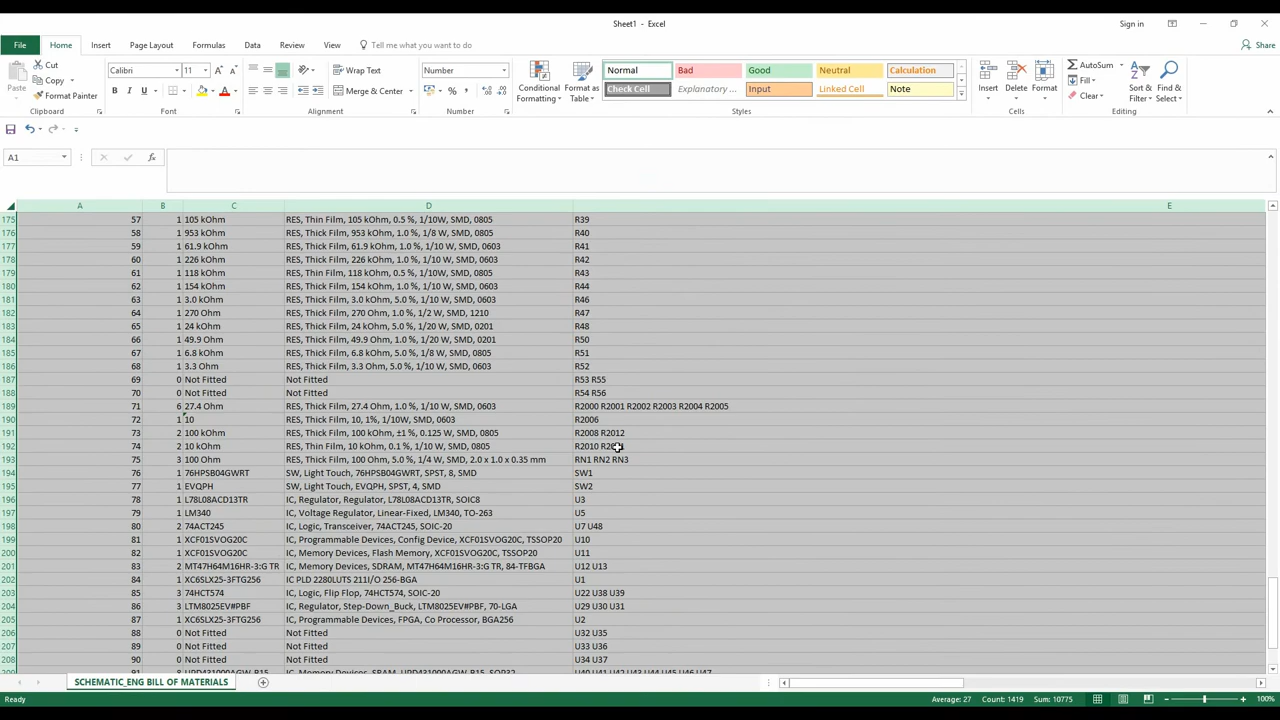 Sheet1 - Excel
Sign in
File Home Insert Page Layout Formulas Data Review View Tell me what you want to do Share
Paste Cut Copy Format Painter Clipboard
Calibri 11 Font
Wrap Text Merge & Center Alignment
Number Number
Conditional Formatting Format as Table
Normal Bad Good Neutral Calculation
Check Cell Explanatory ... Input Linked Cell Note
Styles
Insert Delete Format Cells
AutoSum Fill Clear Sort & Filter Find & Select Editing
A1
A B C D E
175 57 1 105 kOhm RES, Thin Film, 105 kOhm, 0.5 %, 1/10W, SMD, 0805 R39
176 58 1 953 kOhm RES, Thick Film, 953 kOhm, 1.0 %, 1/8 W, SMD, 0805 R40
177 59 1 61.9 kOhm RES, Thick Film, 61.9 kOhm, 1.0 %, 1/10 W, SMD, 0603 R41
178 60 1 226 kOhm RES, Thick Film, 226 kOhm, 1.0 %, 1/10 W, SMD, 0603 R42
179 61 1 118 kOhm RES, Thin Film, 118 kOhm, 0.5 %, 1/10W, SMD, 0805 R43
180 62 1 154 kOhm RES, Thick Film, 154 kOhm, 1.0 %, 1/10 W, SMD, 0603 R44
181 63 1 3.0 kOhm RES, Thick Film, 3.0 kOhm, 5.0 %, 1/10 W, SMD, 0603 R46
182 64 1 270 Ohm RES, Thick Film, 270 Ohm, 1.0 %, 1/2 W, SMD, 1210 R47
183 65 1 24 kOhm RES, Thick Film, 24 kOhm, 5.0 %, 1/20 W, SMD, 0201 R48
184 66 1 49.9 Ohm RES, Thick Film, 49.9 Ohm, 1.0 %, 1/20 W, SMD, 0201 R50
185 67 1 6.8 kOhm RES, Thick Film, 6.8 kOhm, 5.0 %, 1/8 W, SMD, 0805 R51
186 68 1 3.3 Ohm RES, Thick Film, 3.3 Ohm, 5.0 %, 1/10 W, SMD, 0603 R52
187 69 0 Not Fitted Not Fitted R53 R55
188 70 0 Not Fitted Not Fitted R54 R56
189 71 6 27.4 Ohm RES, Thick Film, 27.4 Ohm, 1.0 %, 1/10 W, SMD, 0603 R2000 R2001 R2002 R2003 R2004 R2005
190 72 1 10 RES, Thick Film, 10, 1%, 1/10W, SMD, 0603 R2006
191 73 2 100 kOhm RES, Thick Film, 100 kOhm, ±1 %, 0.125 W, SMD, 0805 R2008 R2012
192 74 2 10 kOhm RES, Thin Film, 10 kOhm, 0.1 %, 1/10 W, SMD, 0805 R2010
193 75 3 100 Ohm RES, Thick Film, 100 Ohm, 5.0 %, 1/4 W, SMD, 2.0 x 1.0 x 0.35 mm RN1 RN2 RN3
194 76 1 76HPSB04GWRT SW, Light Touch, 76HPSB04GWRT, SPST, 8, SMD SW1
195 77 1 EVQPH SW, Light Touch, EVQPH, SPST, 4, SMD SW2
196 78 1 L78L08ACD13TR IC, Regulator, Regulator, L78L08ACD13TR, SOIC8 U3
197 79 1 LM340 IC, Voltage Regulator, Linear-Fixed, LM340, TO-263 U5
198 80 2 74ACT245 IC, Logic, Transceiver, 74ACT245, SOIC-20 U7 U48
199 81 1 XCF01SVOG20C IC, Programmable Devices, Config Device, XCF01SVOG20C, TSSOP20 U10
200 82 1 XCF01SVOG20C IC, Memory Devices, Flash Memory, XCF01SVOG20C, TSSOP20 U11
201 83 2 MT47H64M16HR-3:G TR IC, Memory Devices, SDRAM, MT47H64M16HR-3:G TR, 84-TFBGA U12 U13
202 84 1 XC6SLX25-3FTG256 IC PLD 2280LUTS 211I/O 256-BGA U1
203 85 3 74HCT574 IC, Logic, Flip Flop, 74HCT574, SOIC-20 U22 U38 U39
204 86 3 LTM8025EV#PBF IC, Regulator, Step-Down_Buck, LTM8025EV#PBF, 70-LGA U29 U30 U31
205 87 1 XC6SLX25-3FTG256 IC, Programmable Devices, FPGA, Co Processor, BGA256 U2
206 88 0 Not Fitted Not Fitted U32 U35
207 89 0 Not Fitted Not Fitted U33 U36
208 90 0 Not Fitted Not Fitted U34 U37
SCHEMATIC_ENG BILL OF MATERIALS
Ready Average: 27 Count: 1419 Sum: 10775 100%